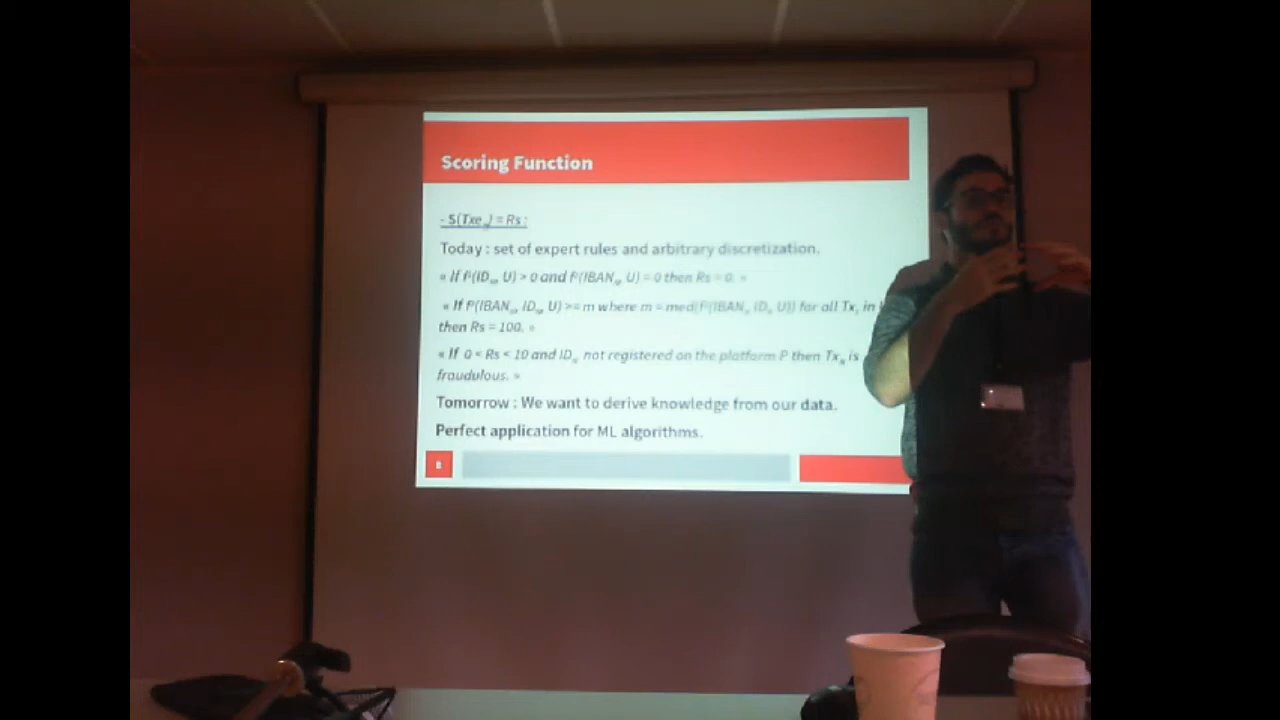 Scoring Function
- S(Txe ) = Rs :
Today : set of expert rules and arbitrary discretization.
« If F(ID , U) > 0 and F(IBAN , U) = 0 then Rs = 0. »
« If F(IBAN , ID , U) >= m where m = med(F(IBAN , ID , U)) for all Tx in
then Rs = 100. »
« If 0 < Rs < 10 and ID not registered on the platform P then Tx is
fraudulous. »
Tomorrow : We want to derive knowledge from our data.
Perfect application for ML algorithms.
8